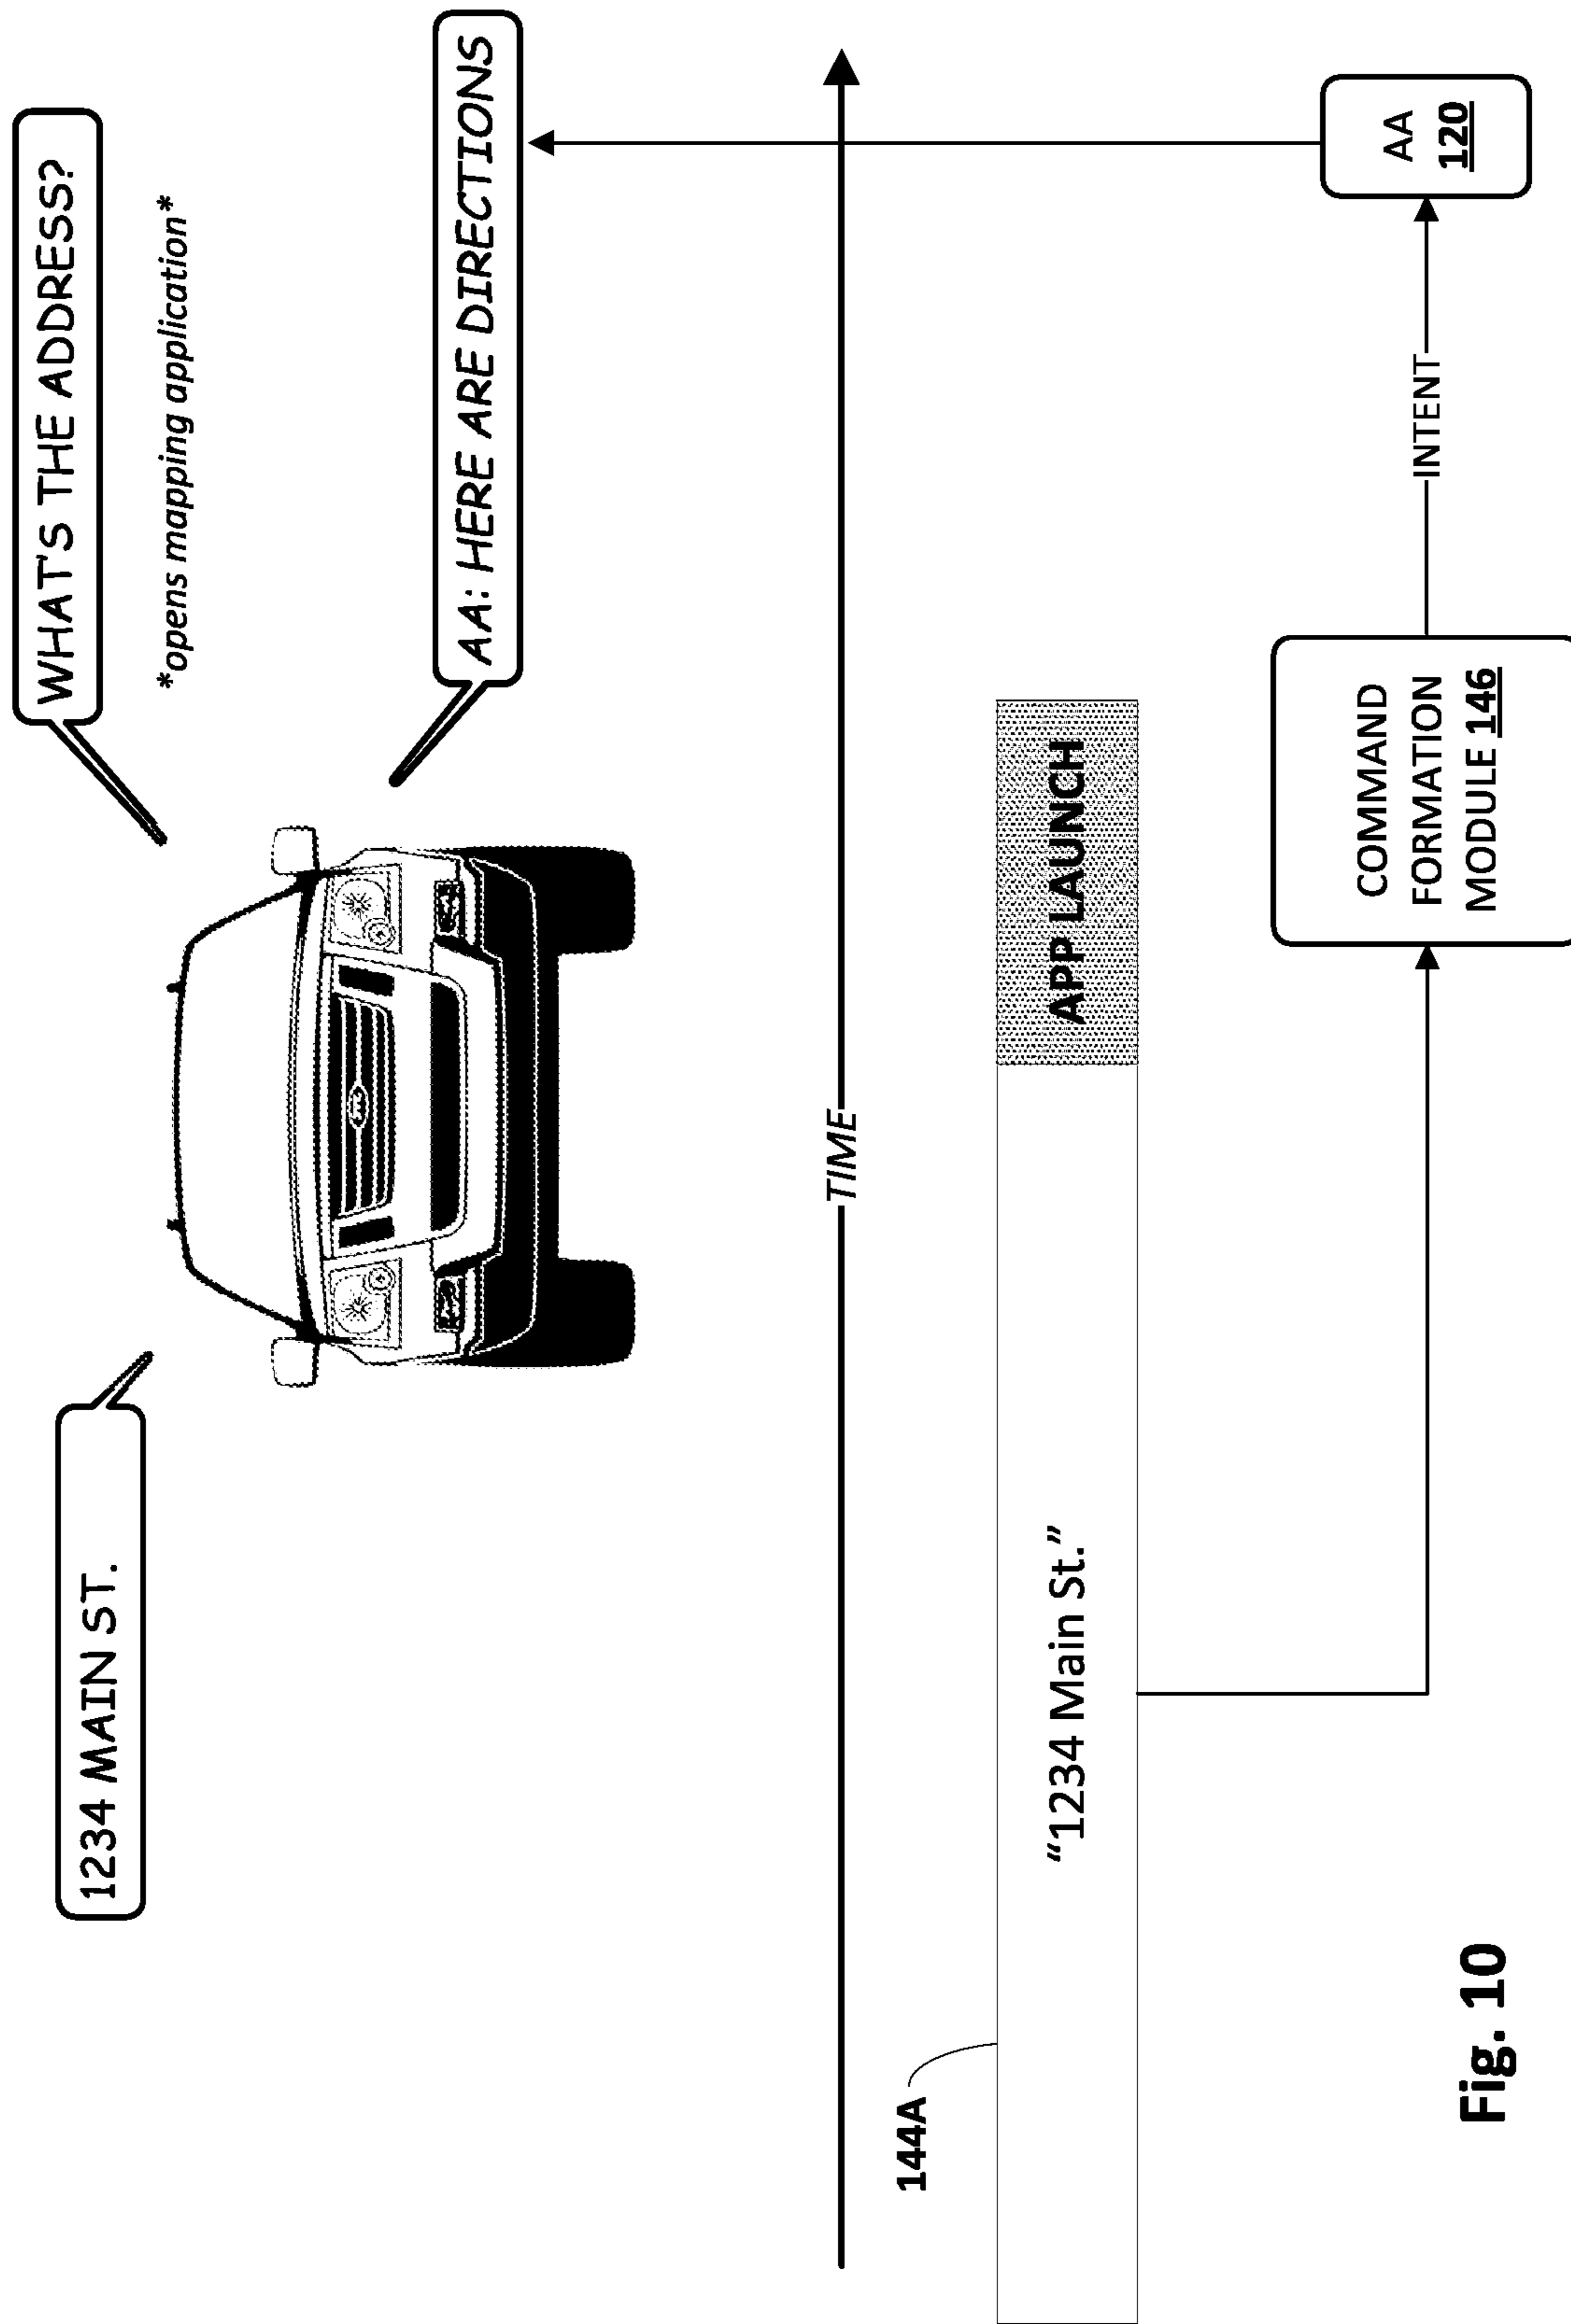 WHAT'S THE ADDRESS?
1234 MAIN ST.
*opens mapping application*
AA: HERE ARE DIRECTIONS
TIME
144A
"1234 Main St."
APP LAUNCH
COMMAND
FORMATION
MODULE 146
INTENT
AA
120
Fig. 10